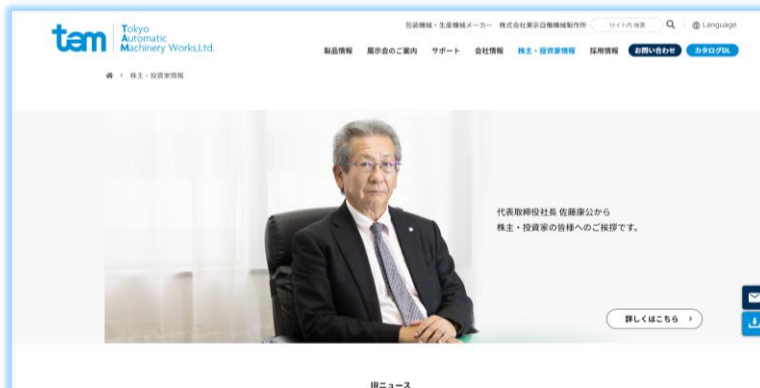 tam
Tokyo
Automatic
Machinery Works,Ltd.
包装機械・生産機械メーカー 株式会社東京自働機械製作所
サイト内検索
Language
製品情報 展示会のご案内 サポート 会社情報 株主・投資家情報 採用情報 お問い合わせ カタログDL
株主・投資家情報
代表取締役社長 佐藤康公から
株主・投資家の皆様へのご挨拶です。
詳しくはこちら
IRニュース